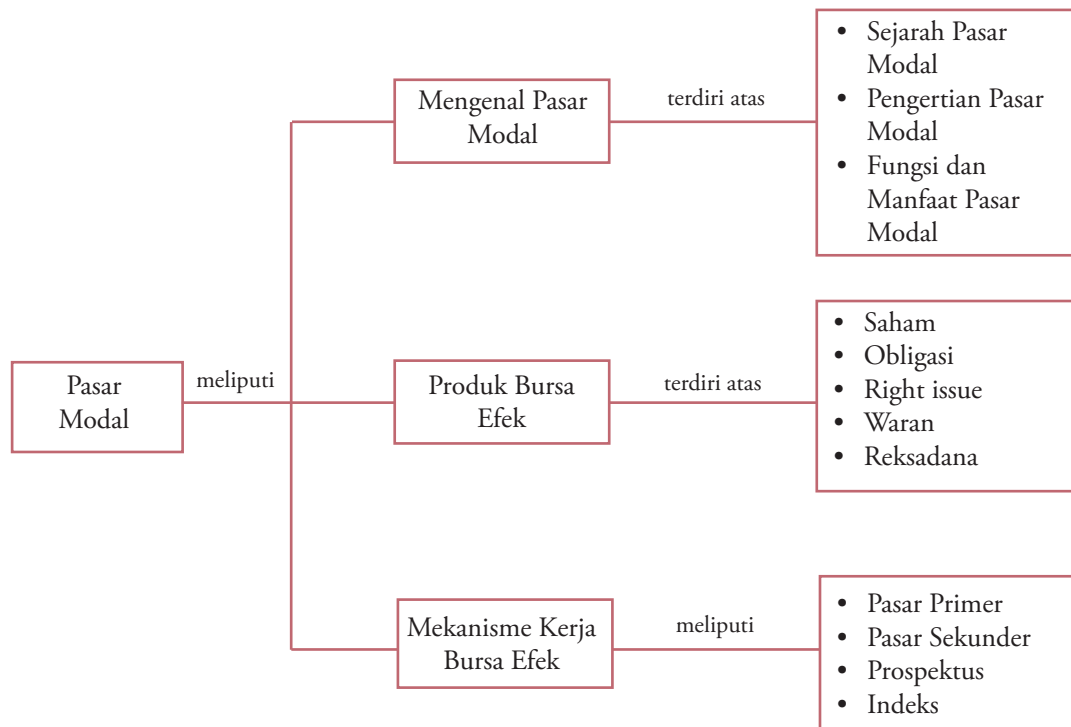 Pasar
Modal
meliputi
Mengenal Pasar
Modal
terdiri atas
• Sejarah Pasar
Modal
• Pengertian Pasar
Modal
• Fungsi dan
Manfaat Pasar
Modal
Produk Bursa
Efek
terdiri atas
• Saham
• Obligasi
• Right issue
• Waran
• Reksadana
Mekanisme Kerja
Bursa Efek
meliputi
• Pasar Primer
• Pasar Sekunder
• Prospektus
• Indeks